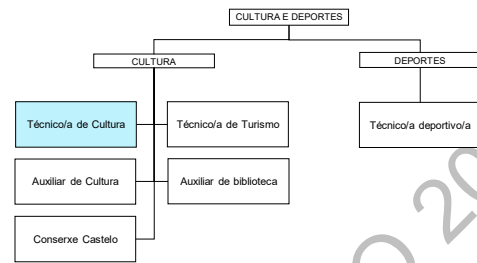 CULTURA E DEPORTES
CULTURA
DEPORTES
Técnico/a de Cultura
Técnico/a de Turismo
Técnico/a deportivo/a
Auxiliar de Cultura
Auxiliar de biblioteca
Conserxe Castelo